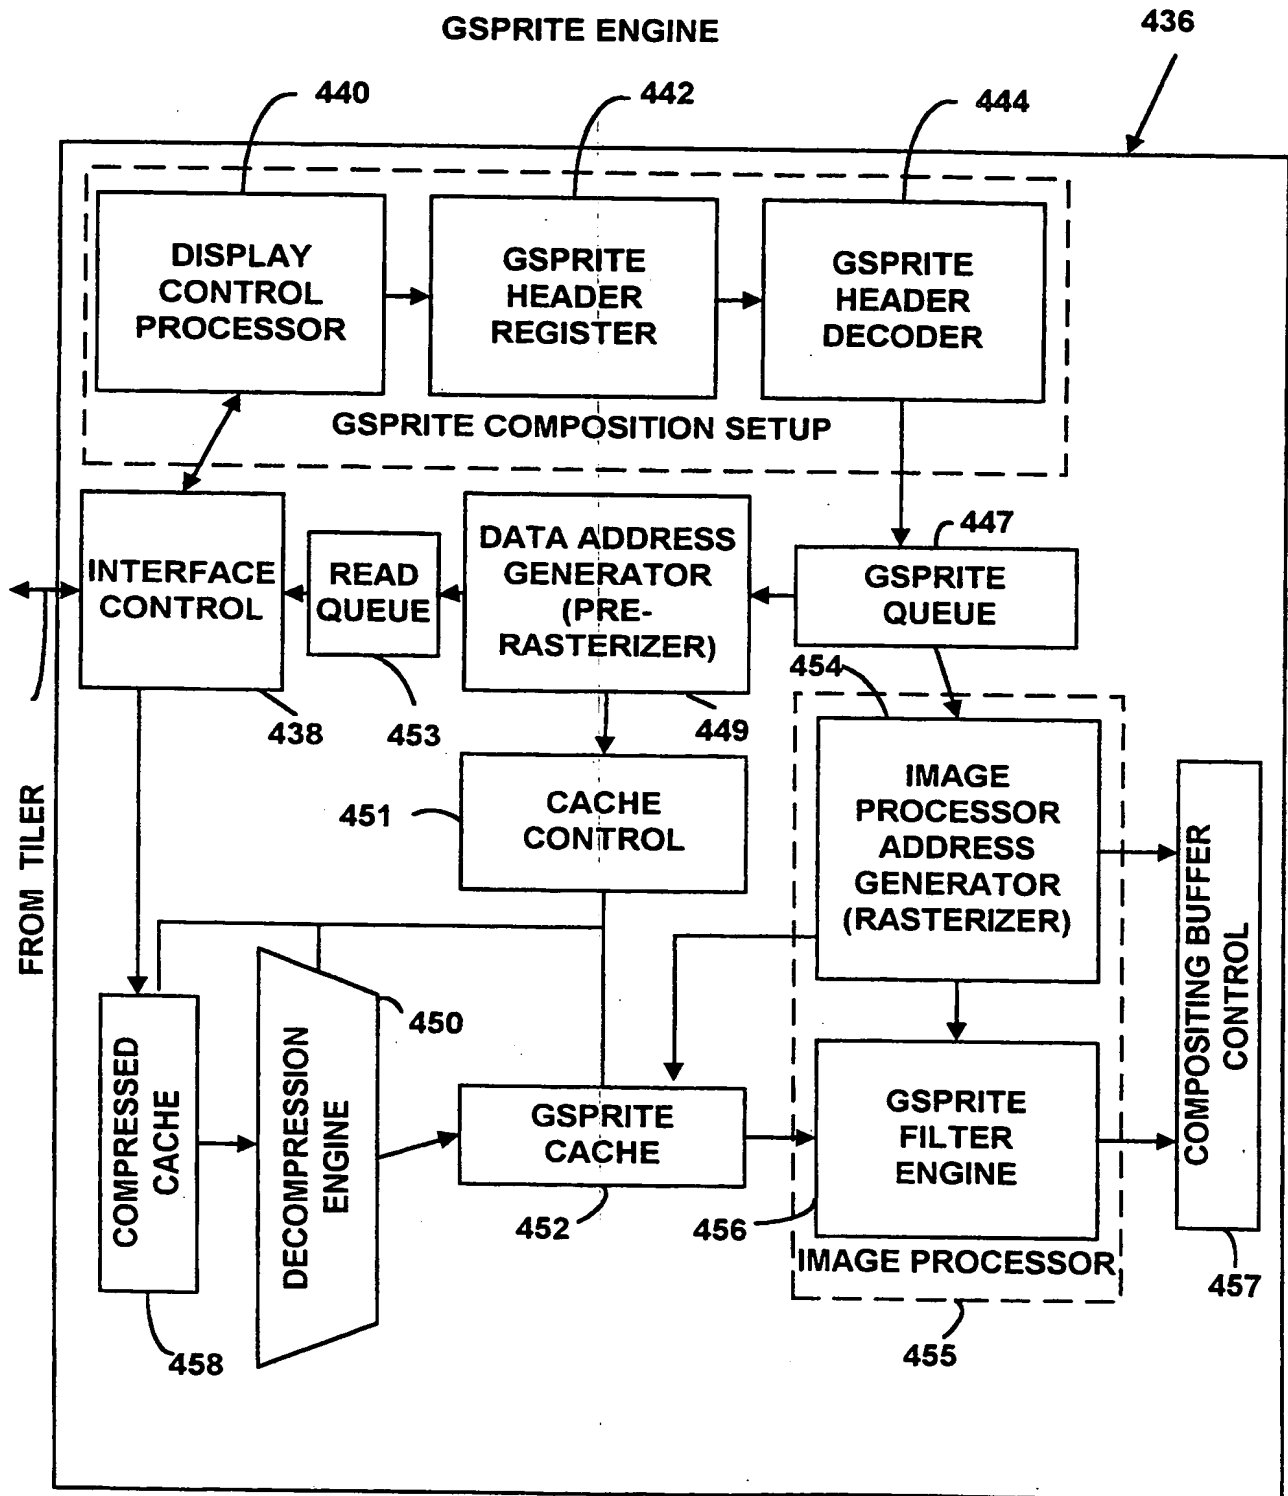 GSPRITE ENGINE
436
440
442
444
DISPLAY
CONTROL
PROCESSOR
GSPRITE
HEADER
REGISTER
GSPRITE
HEADER
DECODER
GSPRITE COMPOSITION SETUP
447
INTERFACE
CONTROL
READ
QUEUE
DATA ADDRESS
GENERATOR
(PRE-
RASTERIZER)
GSPRITE
QUEUE
454
438
453
449
FROM TILER
451
CACHE
CONTROL
IMAGE
PROCESSOR
ADDRESS
GENERATOR
(RASTERIZER)
COMPOSITING BUFFER
CONTROL
450
COMPRESSED
CACHE
DECOMPRESSION
ENGINE
GSPRITE
CACHE
GSPRITE
FILTER
ENGINE
452
456
IMAGE PROCESSOR
457
458
455